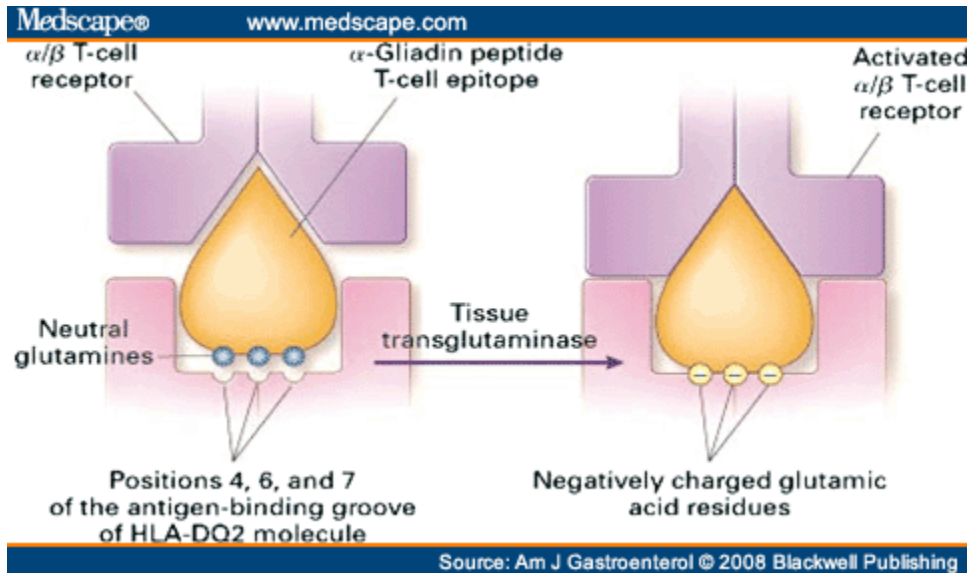 Medscape® www.medscape.com
α/β T-cell
receptor
α-Gliadin peptide
T-cell epitope
Activated
α/β T-cell
receptor
Neutral
glutamines
Tissue
transglutaminase
Positions 4, 6, and 7
of the antigen-binding groove
of HLA-DQ2 molecule
Negatively charged glutamic
acid residues
Source: Am J Gastroenterol © 2008 Blackwell Publishing